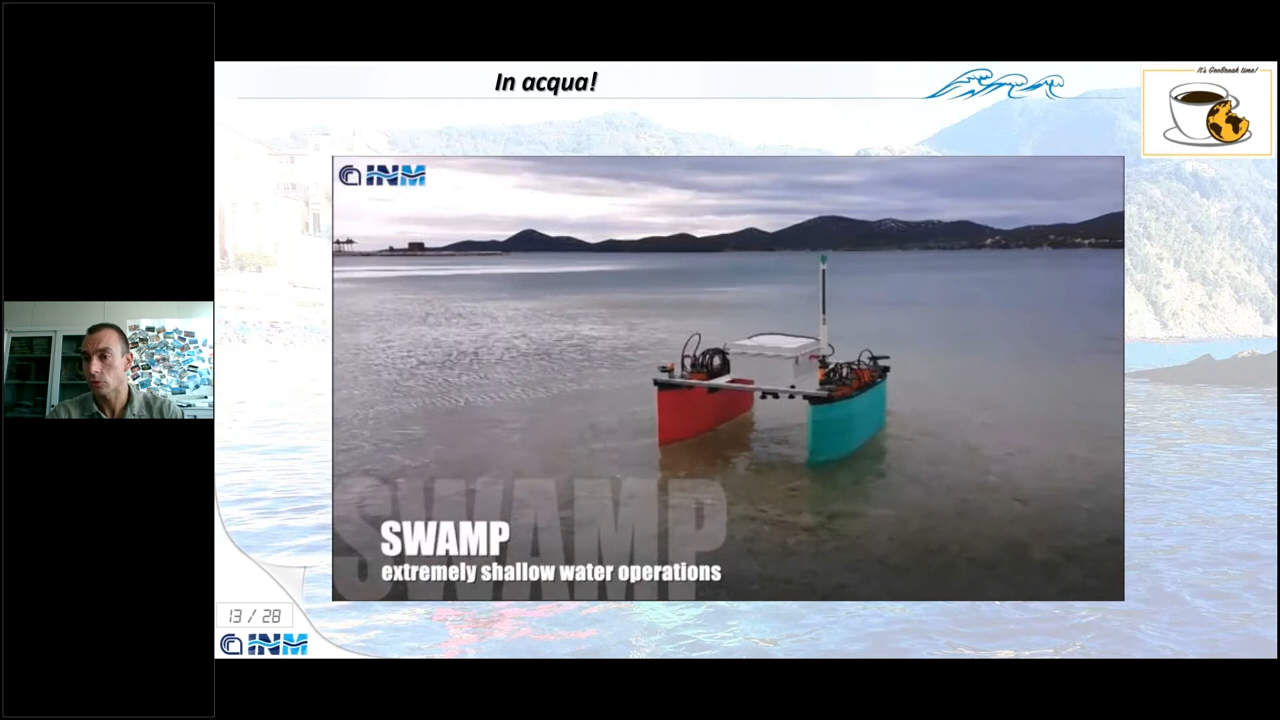 In acqua!
It's GeoBreak time!
INM
SWAMP
SWAMP
extremely shallow water operations
13 / 28
INM